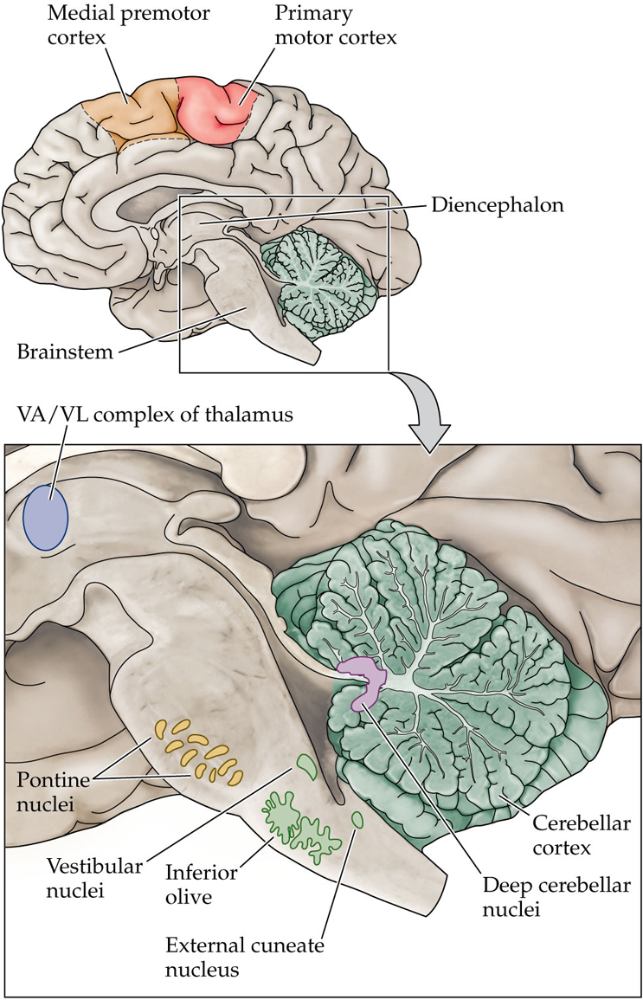 Medial premotor
cortex
Primary
motor cortex
Diencephalon
Brainstem
VA/VL complex of thalamus
Pontine
nuclei
Vestibular
nuclei
Inferior
olive
External cuneate
nucleus
Cerebellar
cortex
Deep cerebellar
nuclei